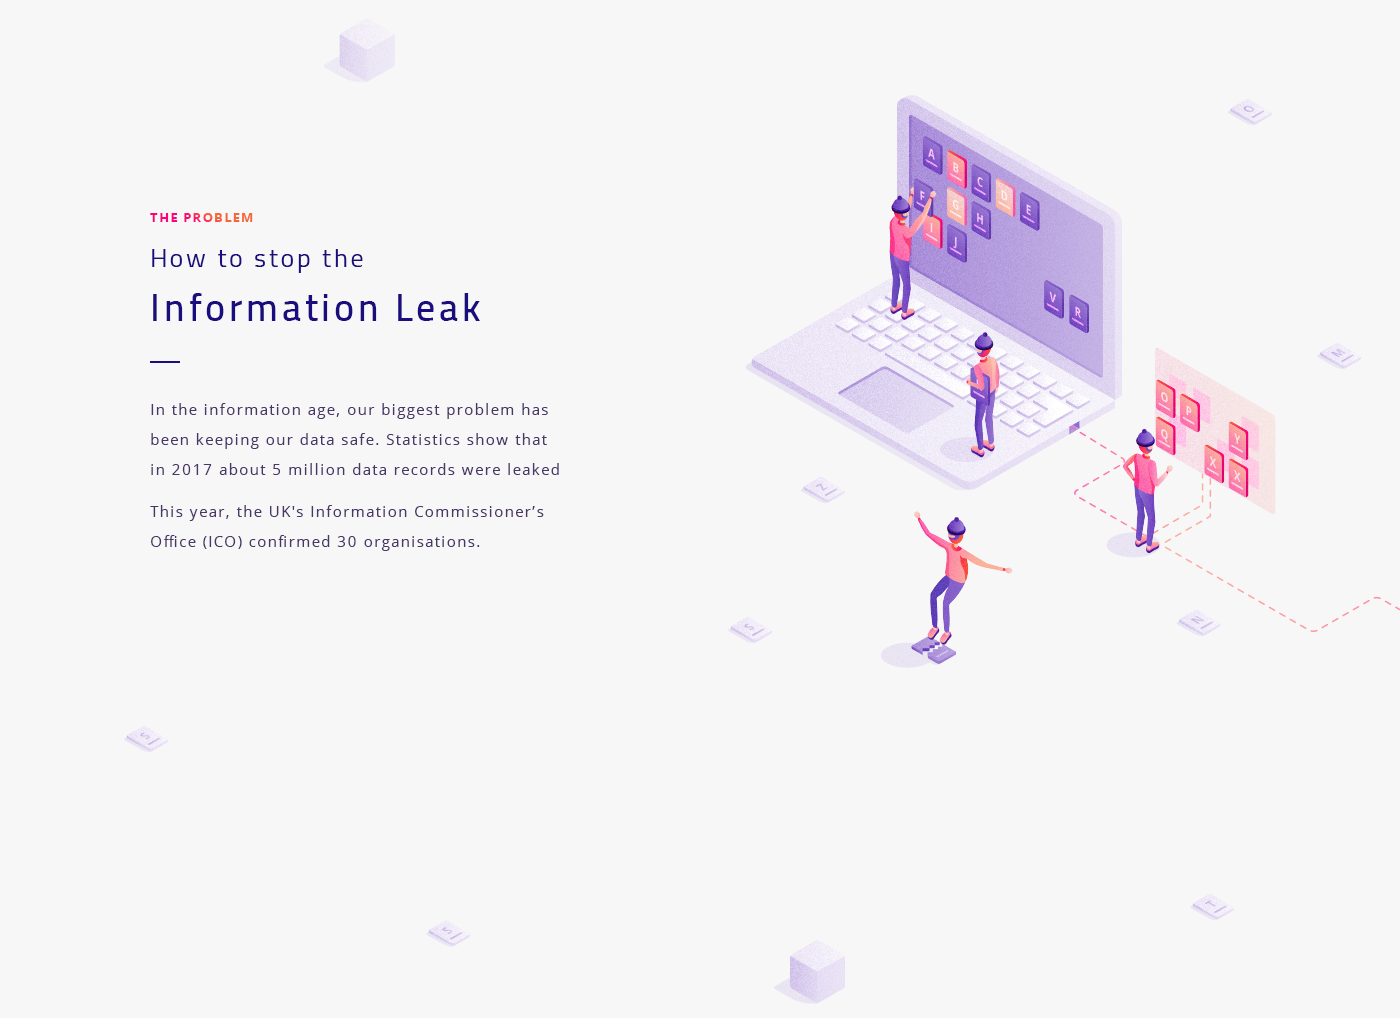 THE PROBLEM
How to stop the
Information Leak
In the information age, our biggest problem has
been keeping our data safe. Statistics show that
in 2017 about 5 million data records were leaked
This year, the UK's Information Commissioner’s
Office (ICO) confirmed 30 organisations.
A
B
C
D
E
F
G
H
I
J
V
R
O
P
Q
Y
X
X
O
M
Z
S
N
S
S
T